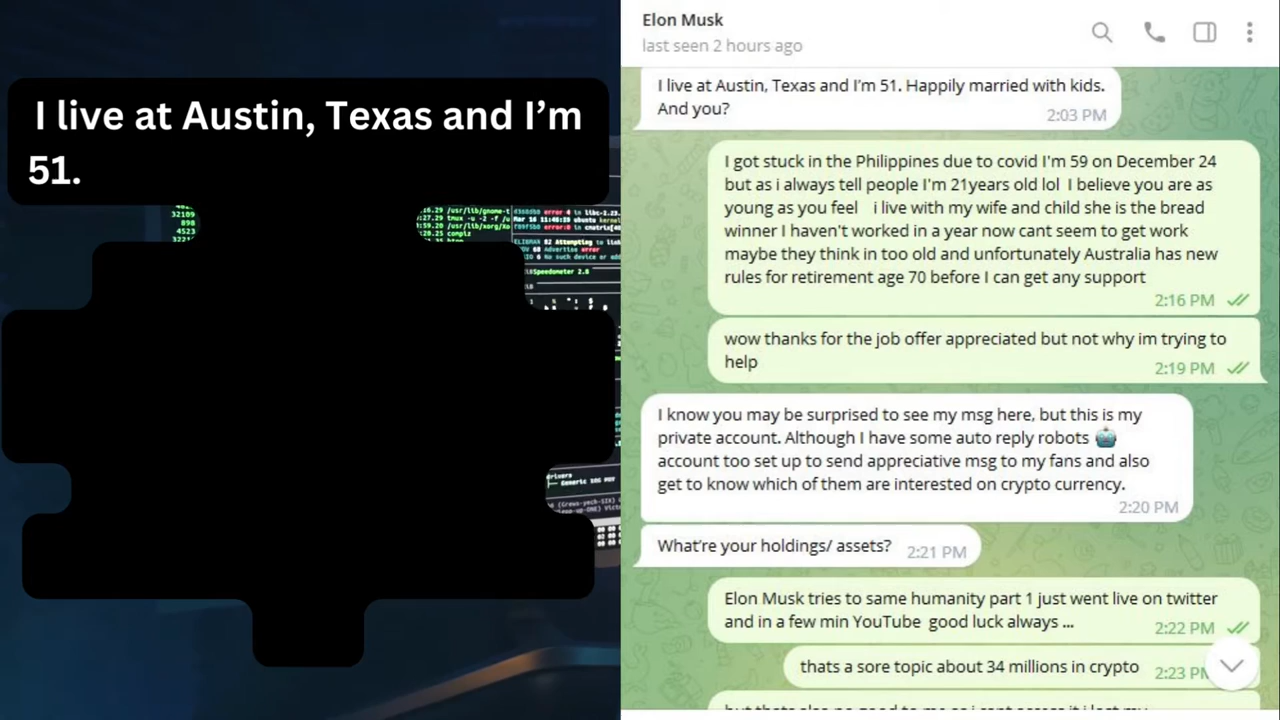 I live at Austin, Texas and I’m
51.
32109
898
4523
Elon Musk
last seen 2 hours ago
I live at Austin, Texas and I’m 51. Happily married with kids.
And you?
2:03 PM
I got stuck in the Philippines due to covid I'm 59 on December 24
but as i always tell people I'm 21years old lol I believe you are as
young as you feel i live with my wife and child she is the bread
winner I haven't worked in a year now cant seem to get work
maybe they think in too old and unfortunately Australia has new
rules for retirement age 70 before I can get any support
2:16 PM
wow thanks for the job offer appreciated but not why im trying to
help
2:19 PM
I know you may be surprised to see my msg here, but this is my
private account. Although I have some auto reply robots 🤖
account too set up to send appreciative msg to my fans and also
get to know which of them are interested on crypto currency.
2:20 PM
What’re your holdings/ assets?
2:21 PM
Elon Musk tries to same humanity part 1 just went live on twitter
and in a few min YouTube good luck always ...
2:22 PM
thats a sore topic about 34 millions in crypto
2:23 PM